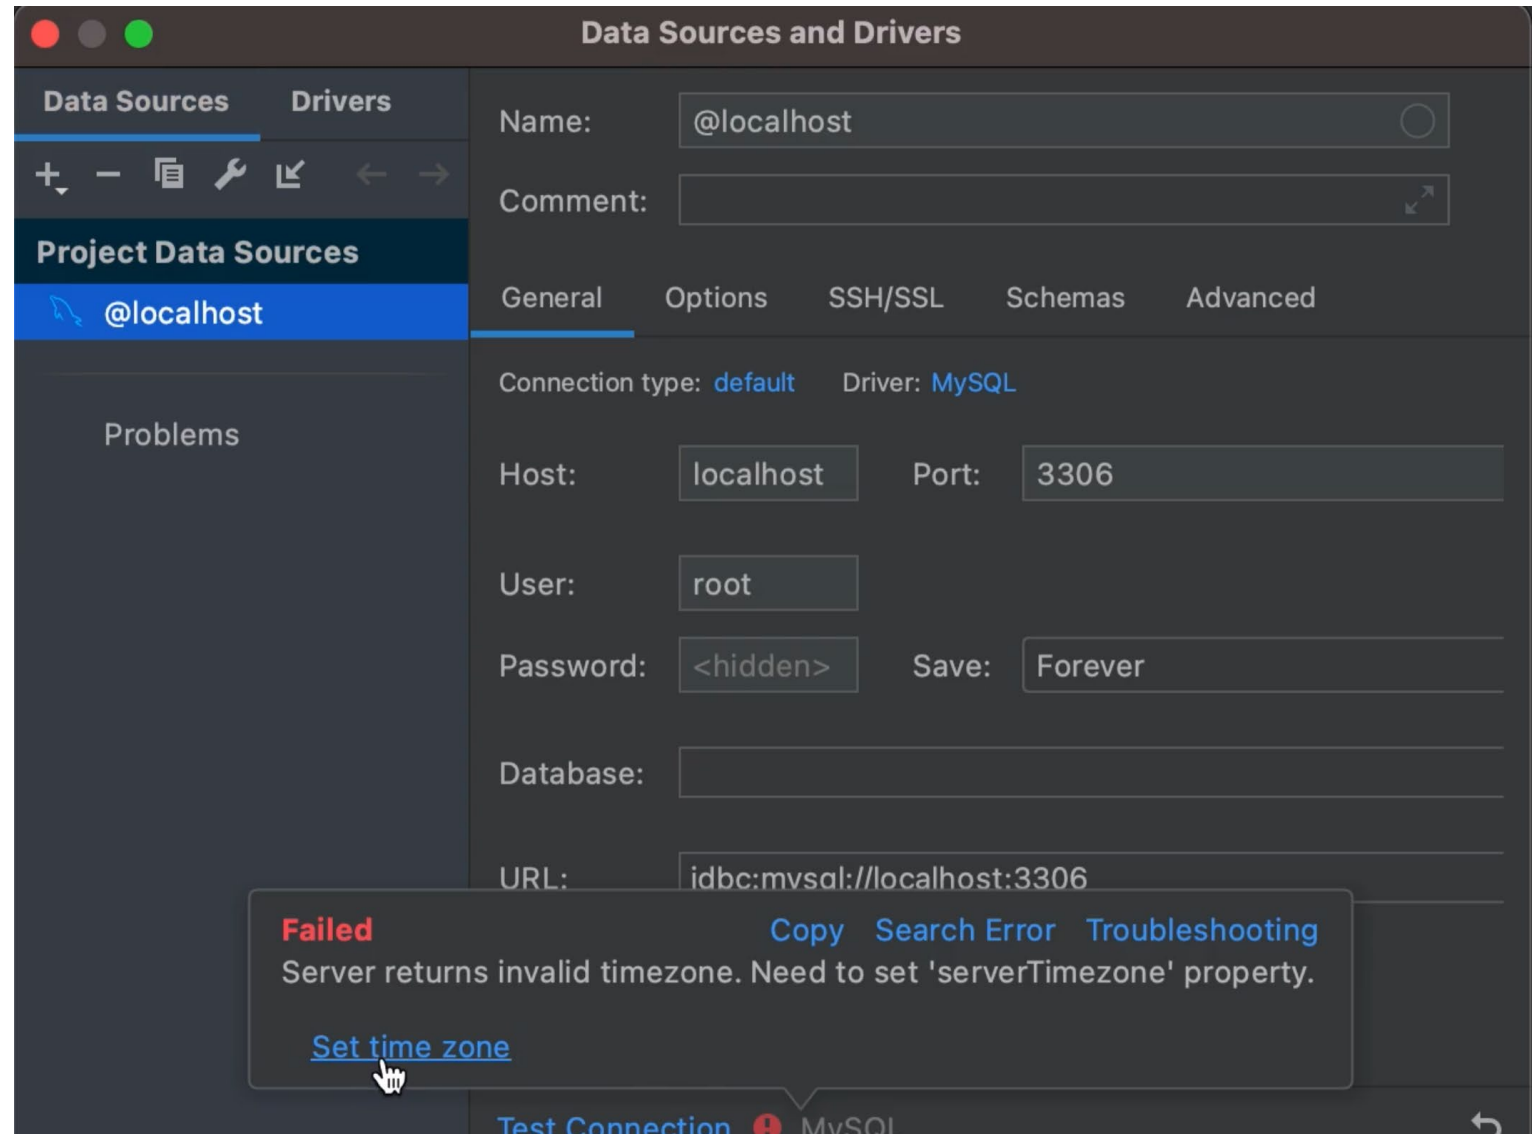 Data Sources and Drivers
Data Sources Drivers
Project Data Sources
@localhost
Problems
Name: @localhost
Comment:
General Options SSH/SSL Schemas Advanced
Connection type: default Driver: MySQL
Host: localhost Port: 3306
User: root
Password: <hidden> Save: Forever
Database:
URL: jdbc:mysql://localhost:3306
Failed Copy Search Error Troubleshooting
Server returns invalid timezone. Need to set 'serverTimezone' property.
Set time zone
Test Connection MySQL